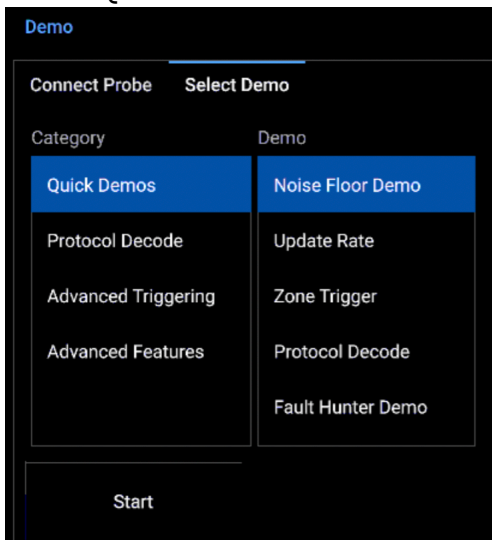 Demo
Connect Probe Select Demo
Category Demo
Quick Demos Noise Floor Demo
Protocol Decode Update Rate
Advanced Triggering Zone Trigger
Advanced Features Protocol Decode
Fault Hunter Demo
Start